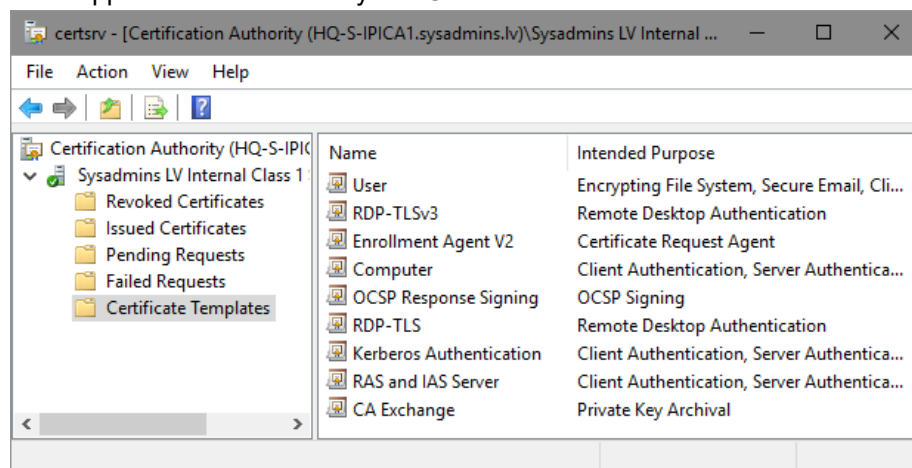 certsrv - [Certification Authority (HQ-S-IPICA1.sysadmins.lv)\Sysadmins LV Internal ...
File Action View Help
Certification Authority (HQ-S-IPIC
Sysadmins LV Internal Class 1
Revoked Certificates
Issued Certificates
Pending Requests
Failed Requests
Certificate Templates
Name Intended Purpose
User Encrypting File System, Secure Email, Cli...
RDP-TLSv3 Remote Desktop Authentication
Enrollment Agent V2 Certificate Request Agent
Computer Client Authentication, Server Authentica...
OCSP Response Signing OCSP Signing
RDP-TLS Remote Desktop Authentication
Kerberos Authentication Client Authentication, Server Authentica...
RAS and IAS Server Client Authentication, Server Authentica...
CA Exchange Private Key Archival